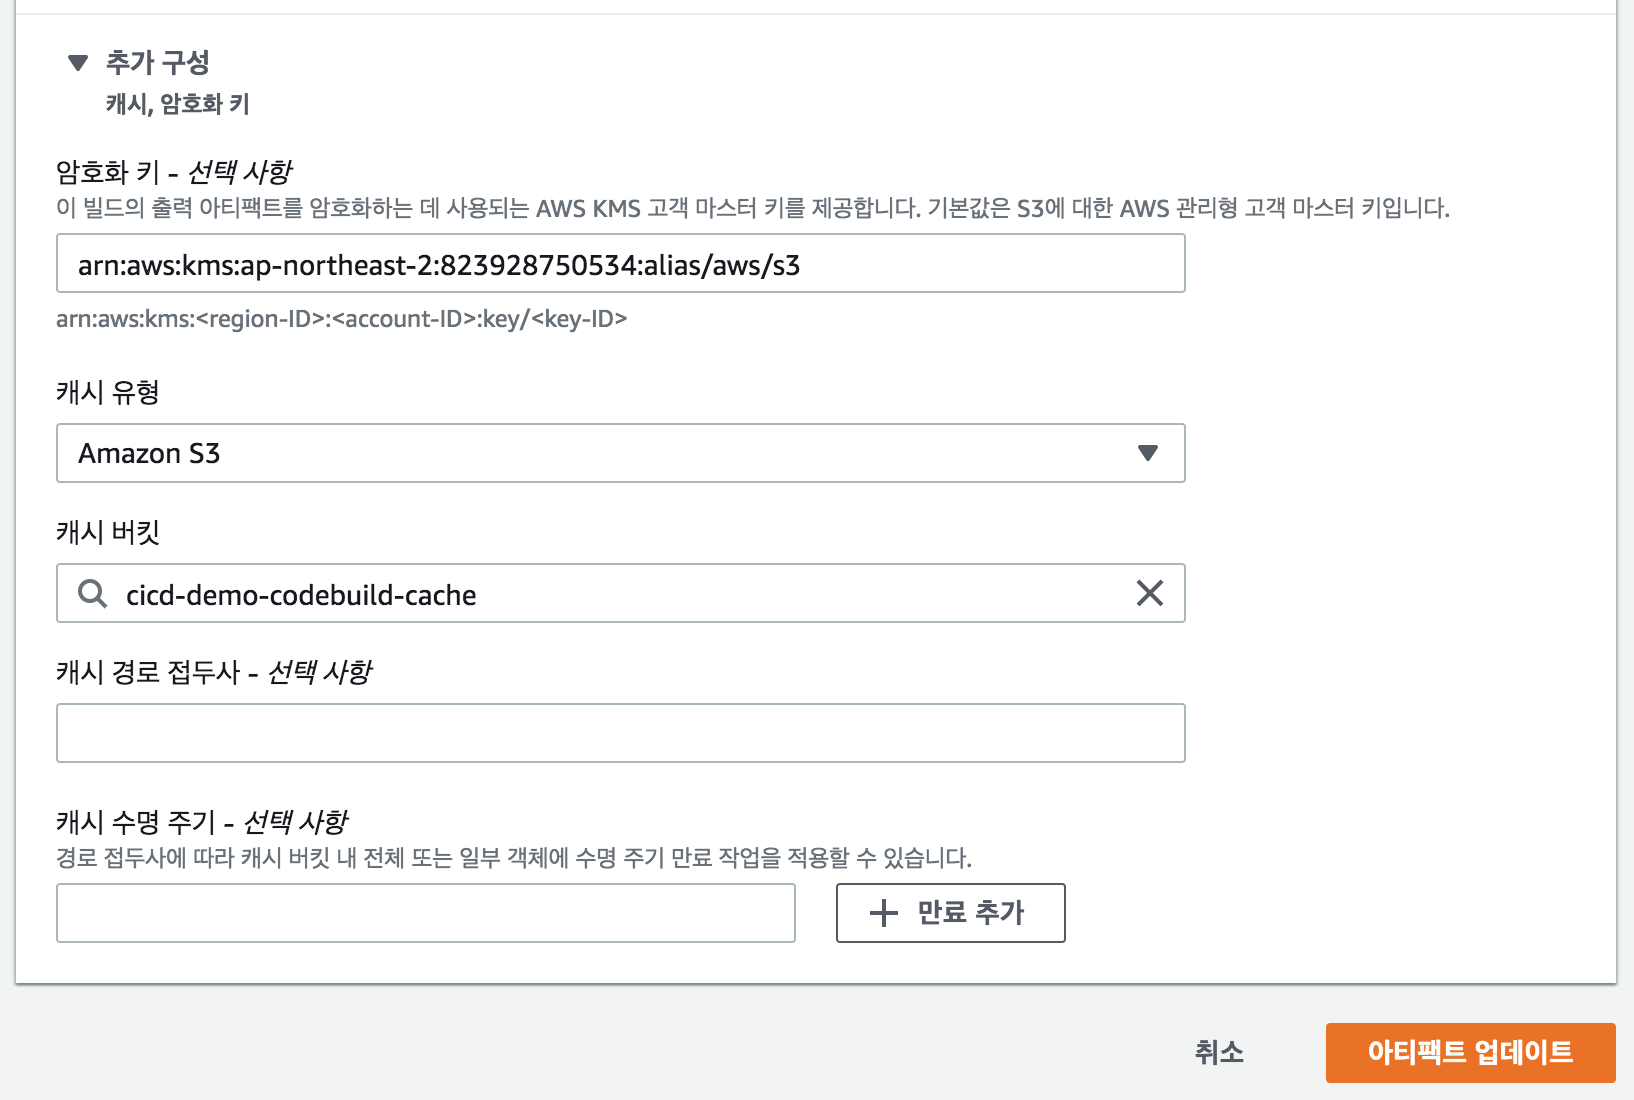 추가 구성
캐시, 암호화 키
암호화 키 - 선택 사항
이 빌드의 출력 아티팩트를 암호화하는 데 사용되는 AWS KMS 고객 마스터 키를 제공합니다. 기본값은 S3에 대한 AWS 관리형 고객 마스터 키입니다.
arn:aws:kms:ap-northeast-2:823928750534:alias/aws/s3
arn:aws:kms:<region-ID>:<account-ID>:key/<key-ID>
캐시 유형
Amazon S3
캐시 버킷
cicd-demo-codebuild-cache
캐시 경로 접두사 - 선택 사항
캐시 수명 주기 - 선택 사항
경로 접두사에 따라 캐시 버킷 내 전체 또는 일부 객체에 수명 주기 만료 작업을 적용할 수 있습니다.
만료 추가
취소
아티팩트 업데이트